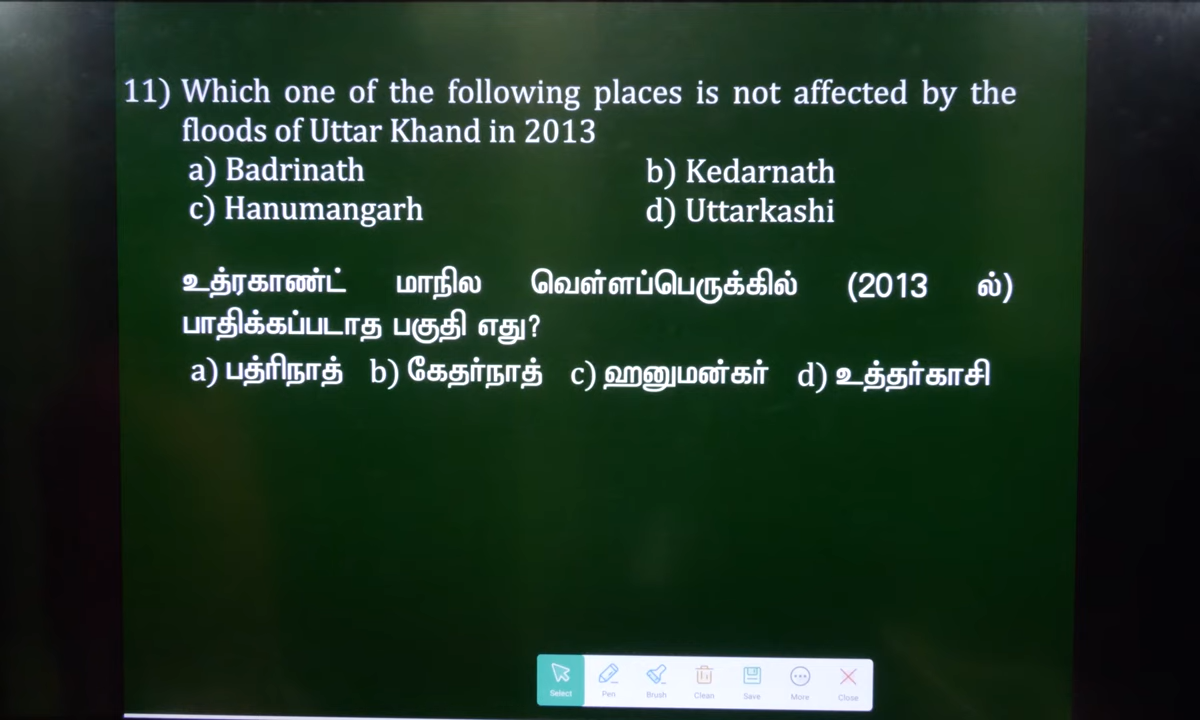 11) Which one of the following places is not affected by the
floods of Uttar Khand in 2013
a) Badrinath b) Kedarnath
c) Hanumangarh d) Uttarkashi
உத்ரகாண்ட் மாநில வெள்ளப்பெருக்கில் (2013 ல்)
பாதிக்கப்படாத பகுதி எது?
a) பத்ரிநாத் b) கேதர்நாத் c) ஹனுமன்கர் d) உத்தர்காசி
Select Pen Brush Clean Save More Close